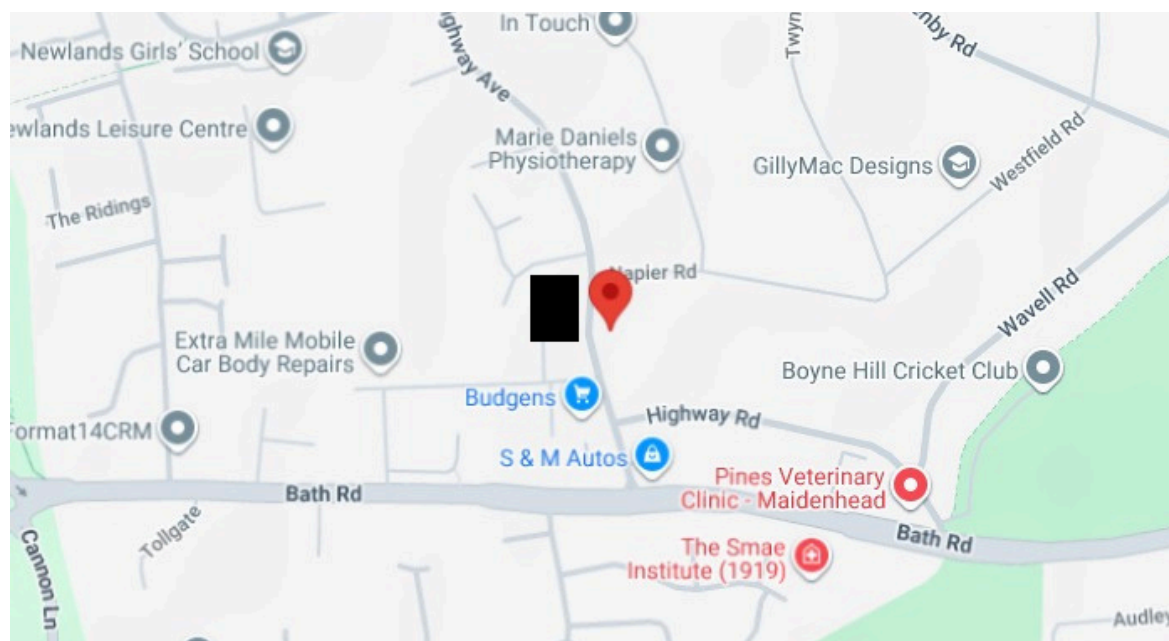 In Touch
Highway Ave
Newlands Girls' School
Twyn
enby Rd
ewlands Leisure Centre
Marie Daniels
Physiotherapy
GillyMac Designs
Westfield Rd
The Ridings
Napier Rd
Wavell Rd
Extra Mile Mobile
Car Body Repairs
Boyne Hill Cricket Club
Budgens
Highway Rd
Format14CRM
S & M Autos
Pines Veterinary
Clinic - Maidenhead
Bath Rd
Tollgate
Bath Rd
Cannon Ln
The Smae
Institute (1919)
Audley